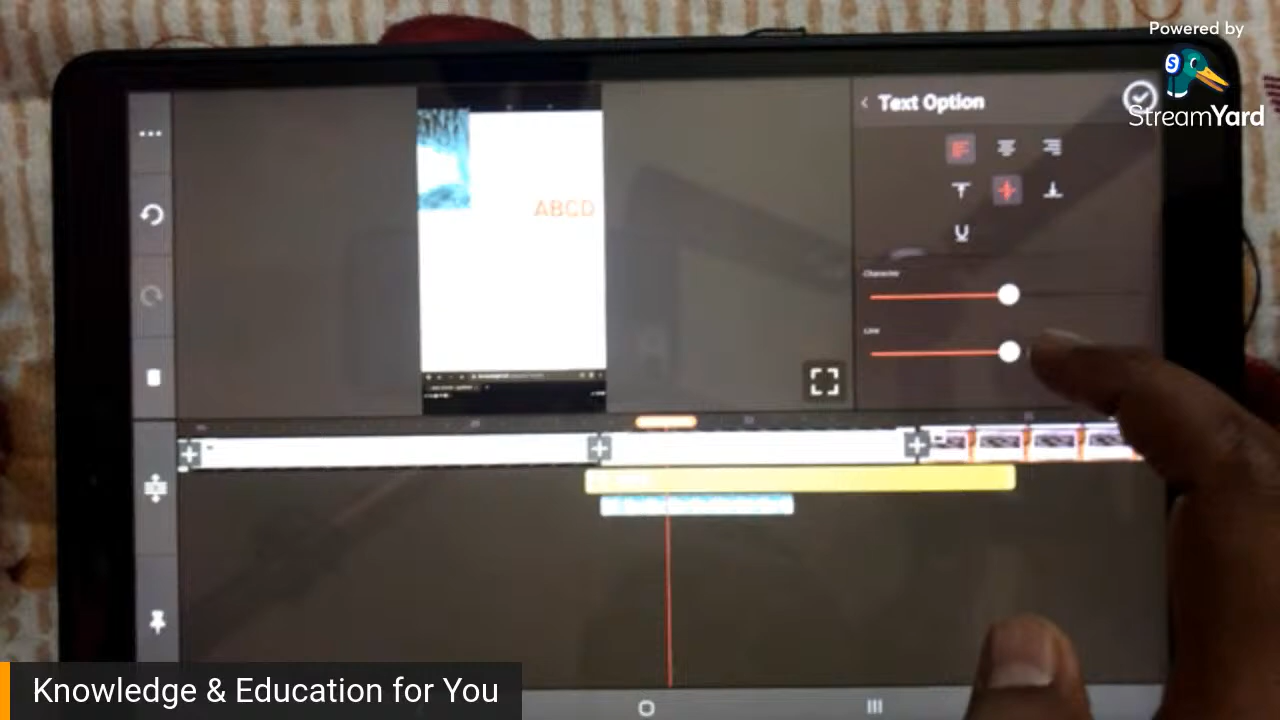 Powered by
StreamYard
Text Option
ABCD
Character
Line
Knowledge & Education for You